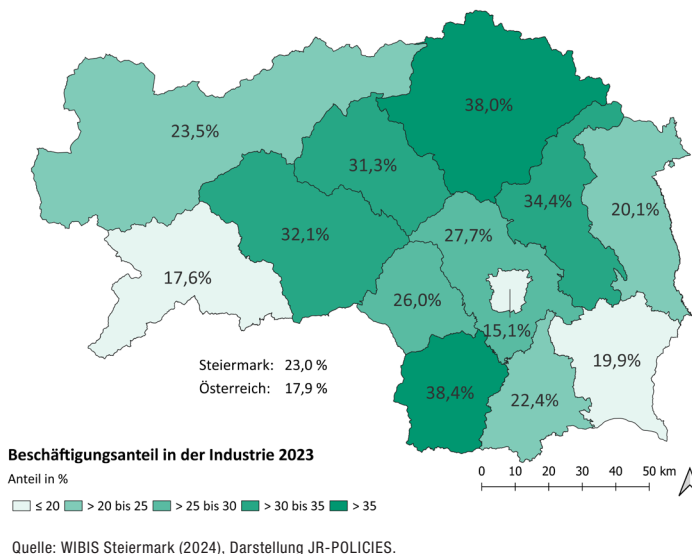 38,0%
23,5%
31,3%
34,4%
20,1%
32,1%
27,7%
17,6%
26,0%
15,1%
19,9%
38,4%
22,4%
Steiermark: 23,0 %
Österreich: 17,9 %
Beschäftigungsanteil in der Industrie 2023
Anteil in %
≤ 20 > 20 bis 25 > 25 bis 30 > 30 bis 35 > 35
0 10 20 30 40 50 km
Quelle: WIBIS Steiermark (2024), Darstellung JR-POLICIES.